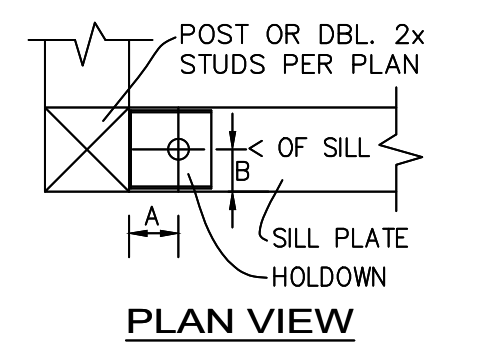 POST OR DBL. 2x
STUDS PER PLAN
< OF SILL
B
A
SILL PLATE
HOLDOWN
PLAN VIEW